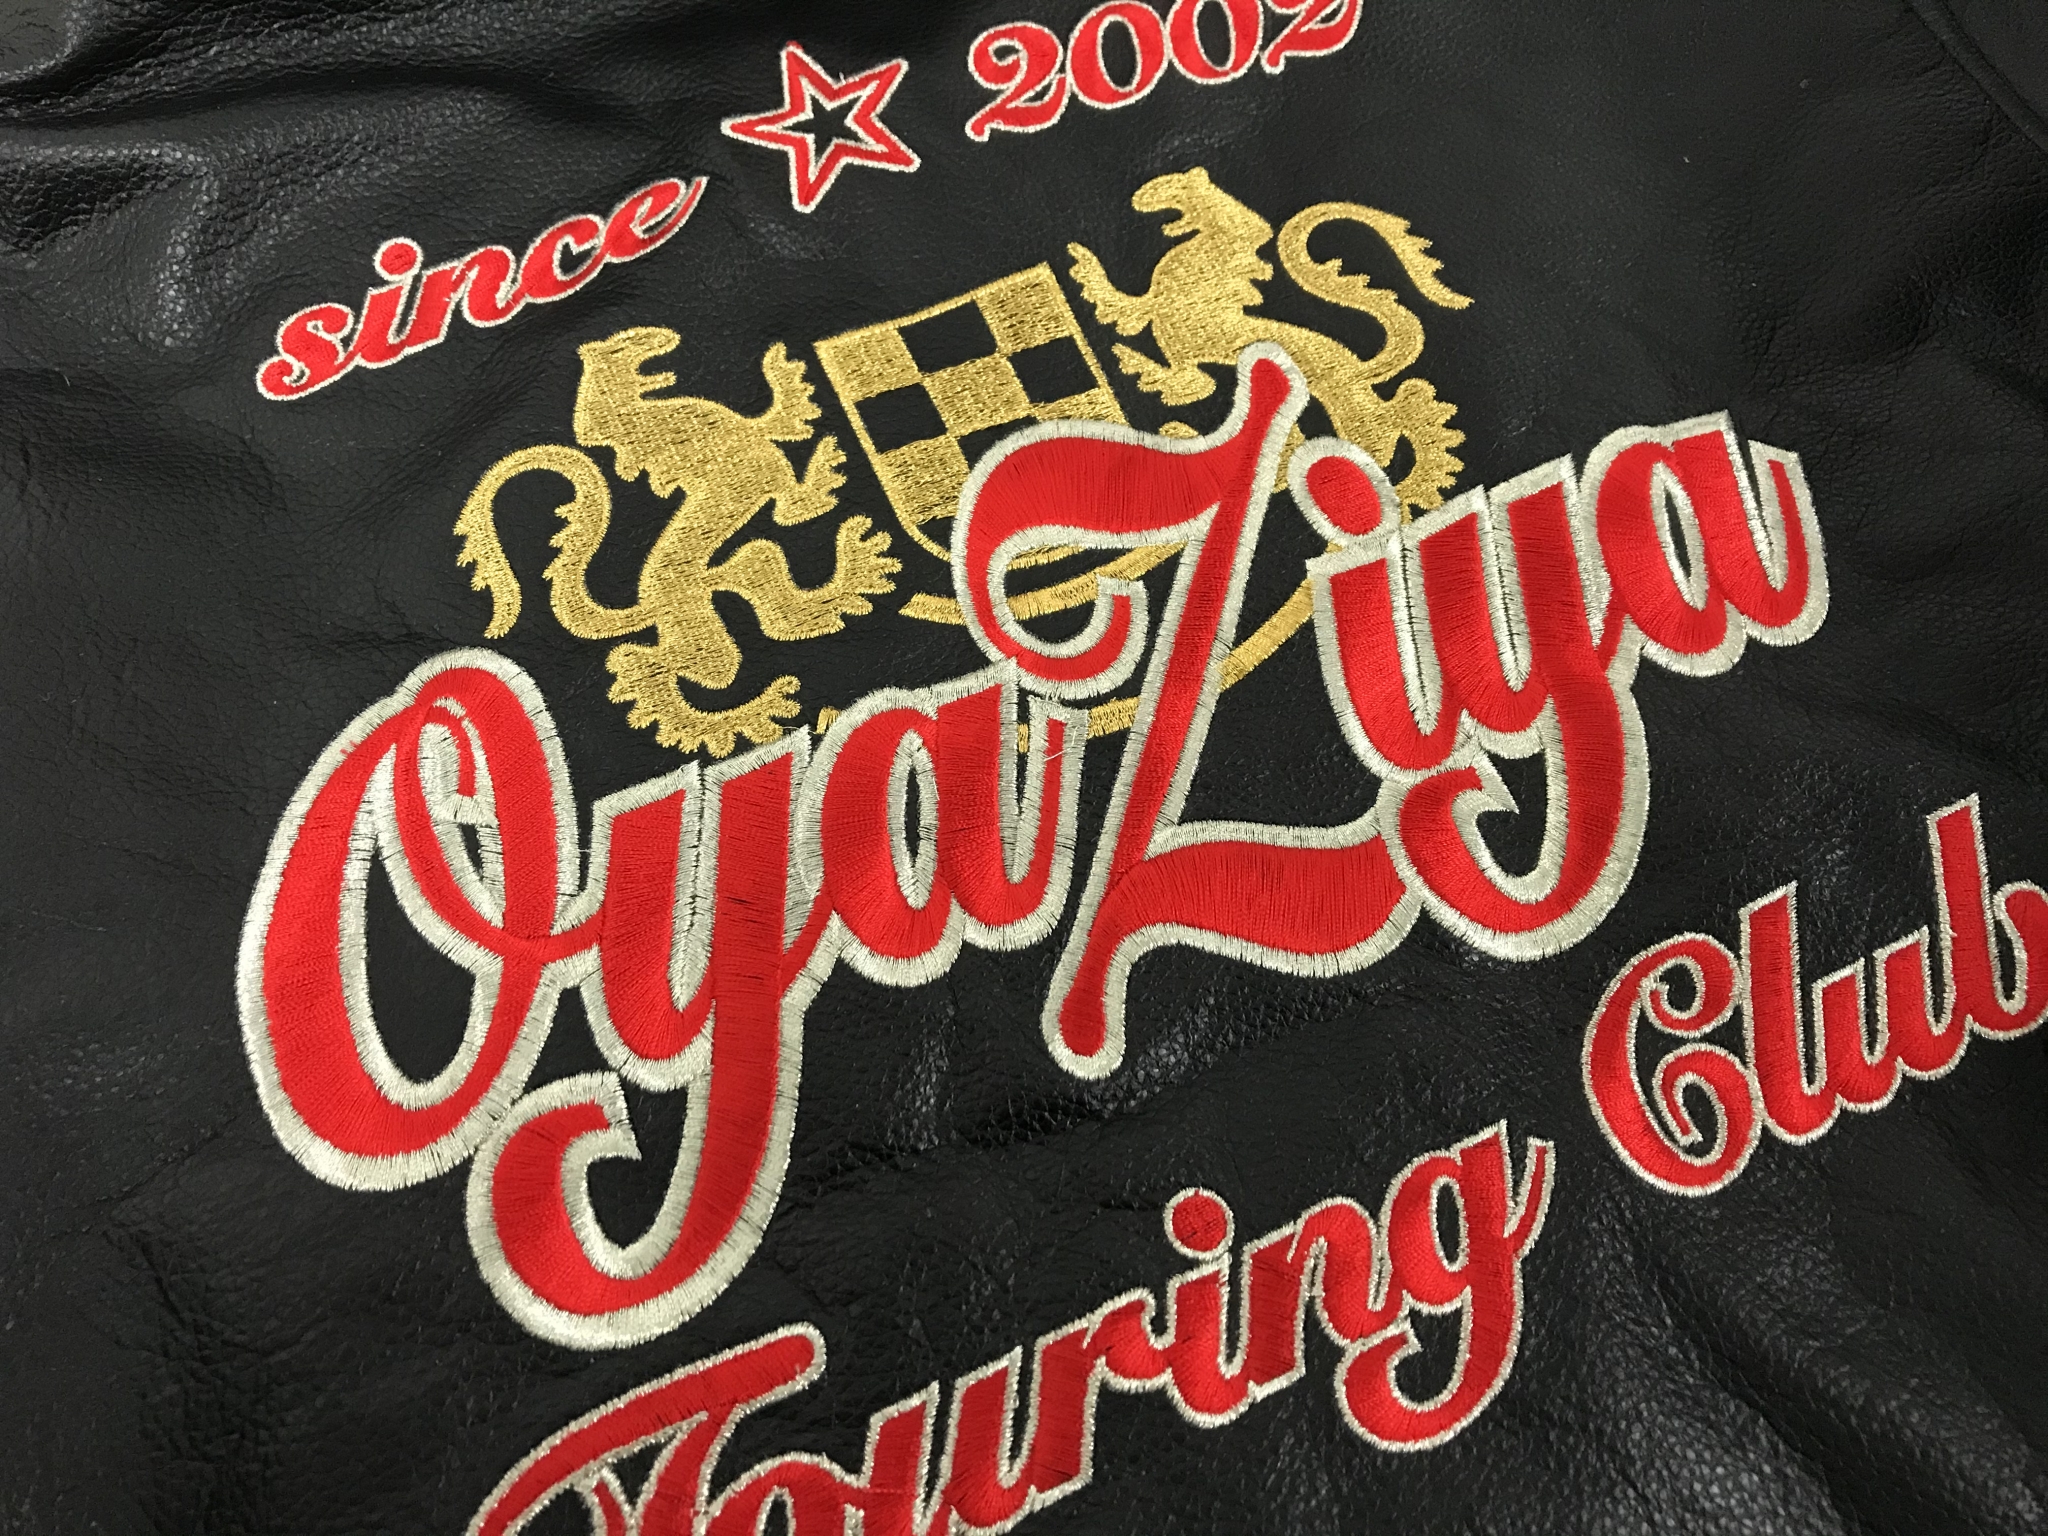 since ☆ 2002
OyaZiya
Touring Club